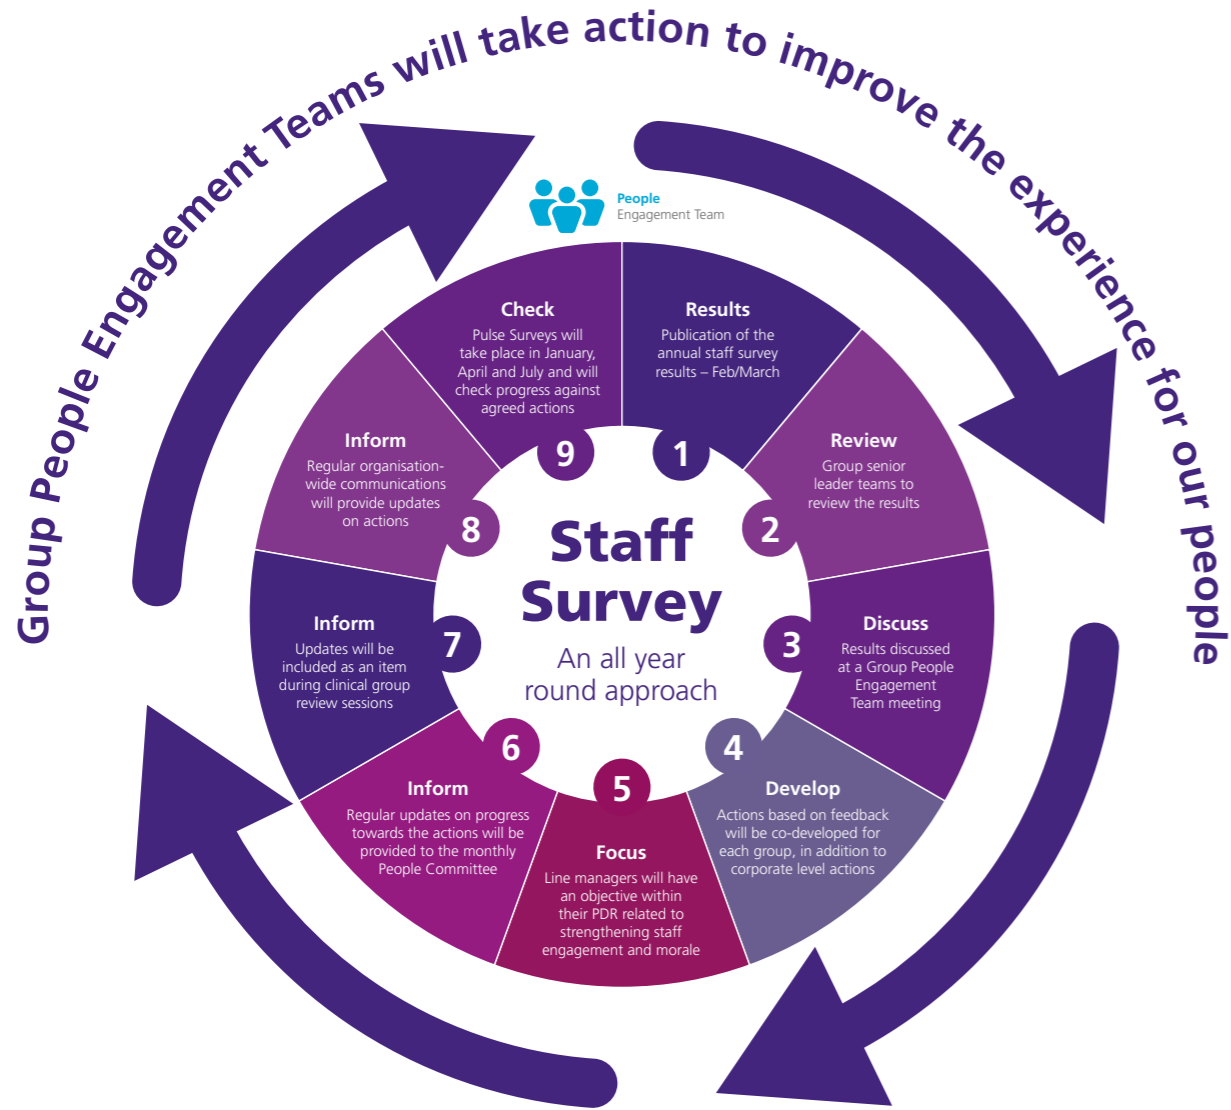 Group People Engagement Teams will take action to improve the experience for our people
People
Engagement Team
Results
Publication of the
annual staff survey
results – Feb/March
1
Review
Group senior
leader teams to
review the results
2
Discuss
Results discussed
at a Group People
Engagement
Team meeting
3
Develop
Actions based on feedback
will be co-developed for
each group, in addition to
corporate level actions
4
Focus
Line managers will have
an objective within
their PDR related to
strengthening staff
engagement and morale
5
Inform
Regular updates on progress
towards the actions will be
provided to the monthly
People Committee
6
Inform
Updates will be
included as an item
during clinical group
review sessions
7
Inform
Regular organisation-
wide communications
will provide updates
on actions
8
Check
Pulse Surveys will
take place in January,
April and July and will
check progress against
agreed actions
9
Staff
Survey
An all year
round approach